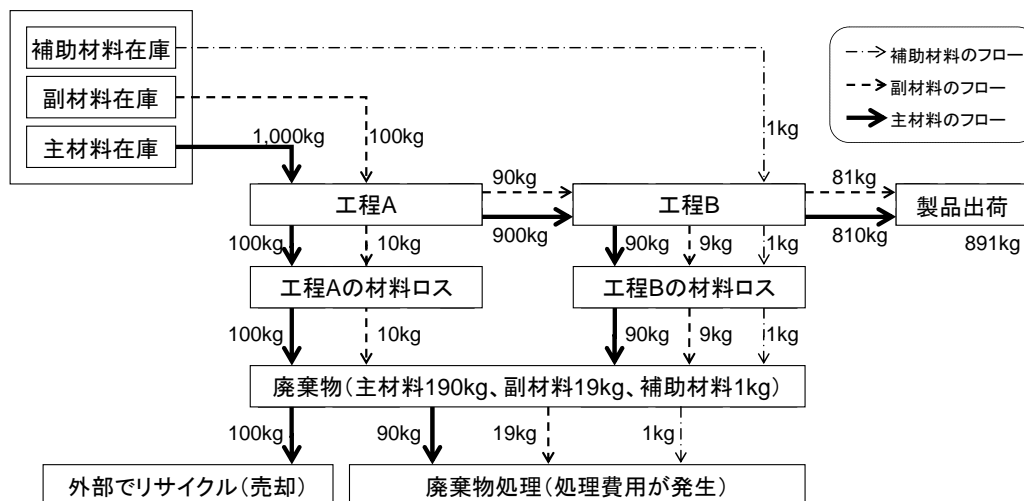 補助材料在庫
副材料在庫
主材料在庫
補助材料のフロー
副材料のフロー
主材料のフロー
1,000kg
100kg
1kg
工程A
90kg
900kg
工程B
81kg
810kg
製品出荷
891kg
100kg
10kg
90kg
9kg
1kg
工程Aの材料ロス
工程Bの材料ロス
100kg
10kg
90kg
9kg
1kg
廃棄物(主材料190kg、副材料19kg、補助材料1kg)
100kg
90kg
19kg
1kg
外部でリサイクル(売却)
廃棄物処理(処理費用が発生)